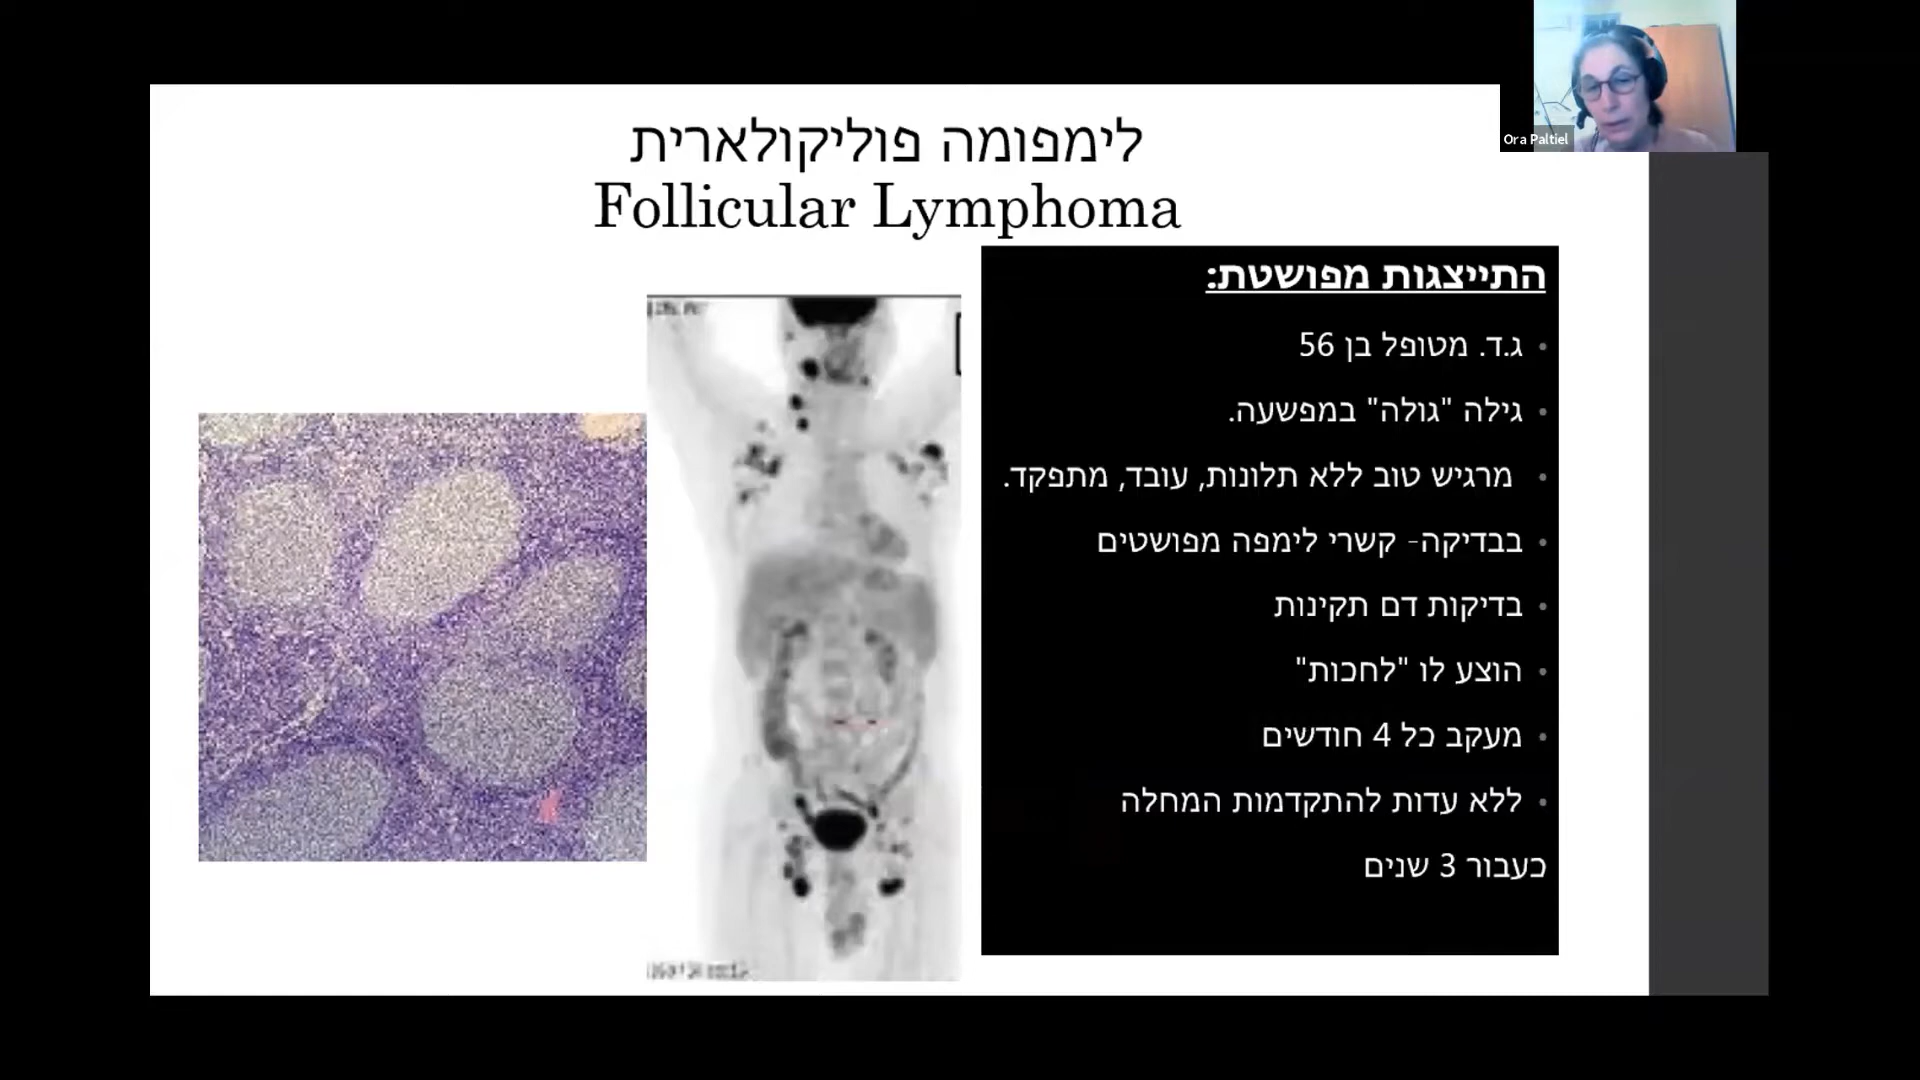 Ora Paltiel
לימפומה פוליקולארית
Follicular Lymphoma
התייצגות מפושטת:
• ג.ד. מטופל בן 56
• גילה "גולה" במפשעה.
• מרגיש טוב ללא תלונות, עובד, מתפקד.
• בבדיקה- קשרי לימפה מפושטים
• בדיקות דם תקינות
• הוצע לו "לחכות"
• מעקב כל 4 חודשים
• ללא עדות להתקדמות המחלה
כעבור 3 שנים